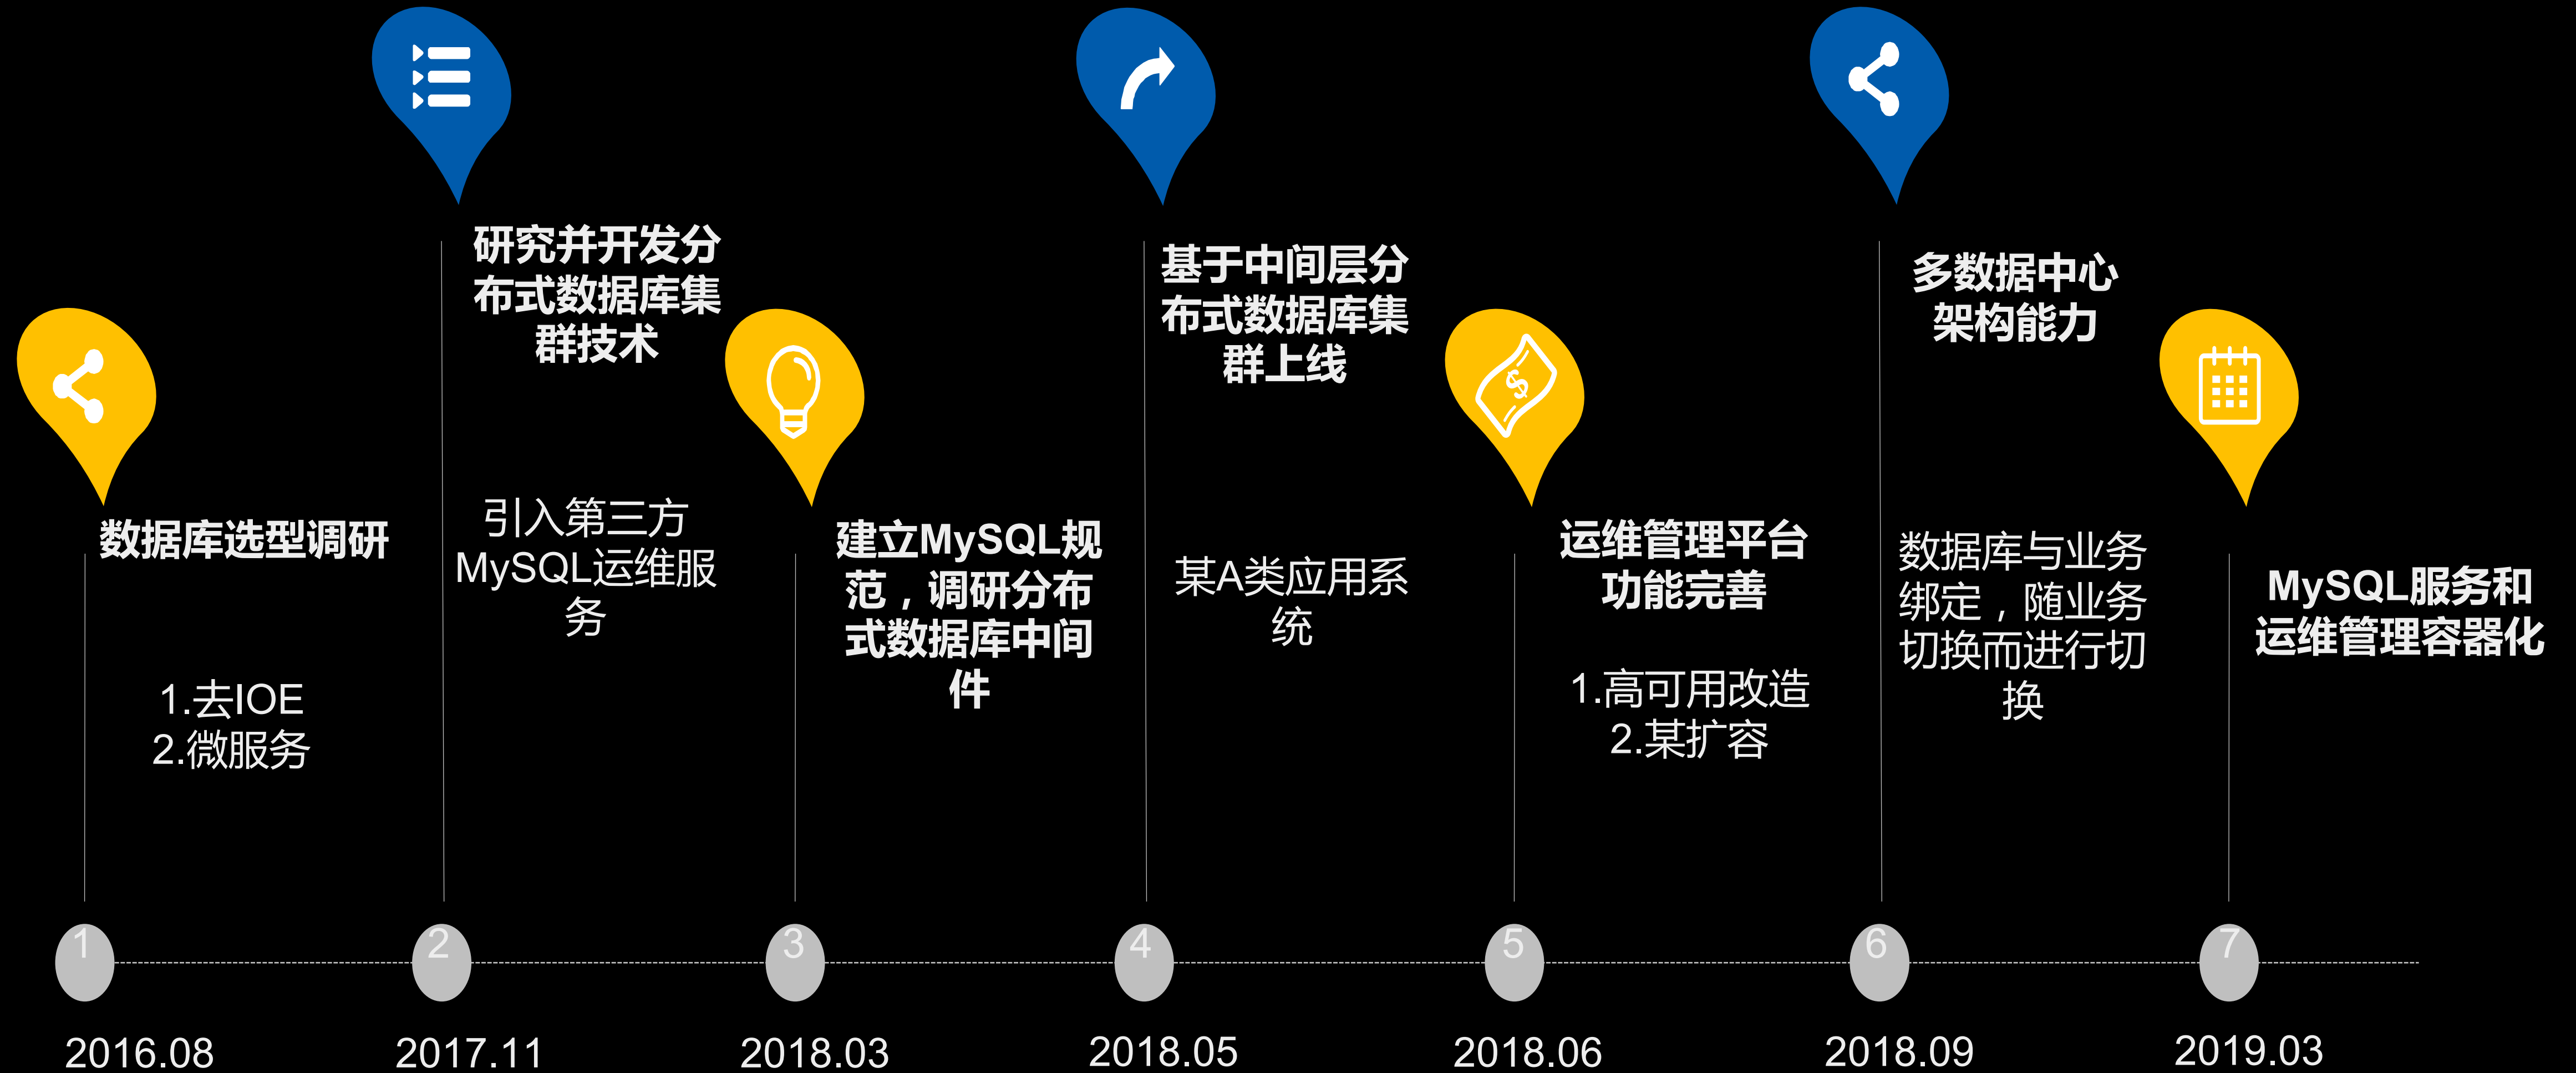 数据库选型调研
1.去IOE
2.微服务
研究并开发分
布式数据库集
群技术
引入第三方
MySQL运维服
务
建立MySQL规
范，调研分布
式数据库中间
件
基于中间层分
布式数据库集
群上线
某A类应用系
统
运维管理平台
功能完善
1.高可用改造
2.某扩容
多数据中心
架构能力
数据库与业务
绑定，随业务
切换而进行切
换
MySQL服务和
运维管理容器化
1
2
3
4
5
6
7
2016.08
2017.11
2018.03
2018.05
2018.06
2018.09
2019.03
$